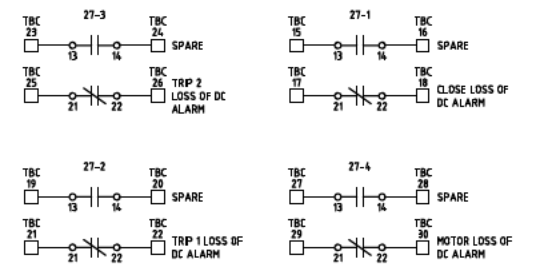 27-3
TBC 23
TBC 24
13
14
SPARE
TBC 25
TBC 26
21
22
TRIP 2
LOSS OF DC
ALARM
27-1
TBC 15
TBC 16
13
14
SPARE
TBC 17
TBC 18
21
22
CLOSE LOSS OF
DC ALARM
27-2
TBC 19
TBC 20
13
14
SPARE
TBC 21
TBC 22
21
22
TRIP 1 LOSS OF
DC ALARM
27-4
TBC 27
TBC 28
13
14
SPARE
TBC 29
TBC 30
21
22
MOTOR LOSS OF
DC ALARM